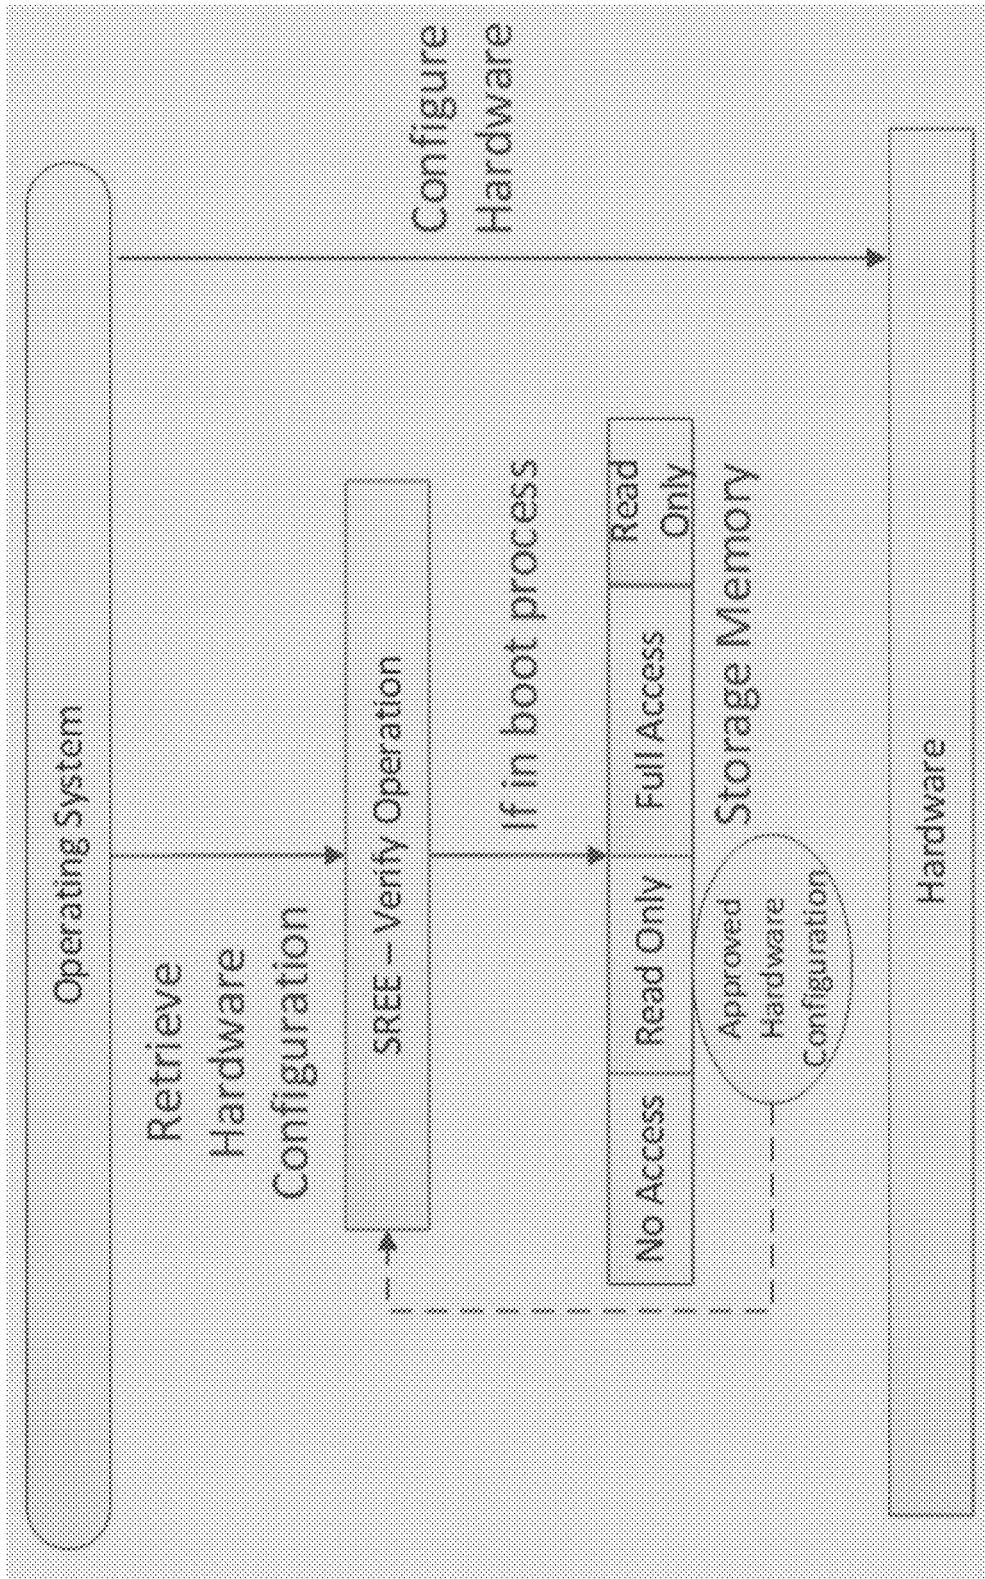 Operating System
Retrieve
Hardware
Configuration
SREE – Verify Operation
If in boot process
Configure
Hardware
No Access
Read Only
Full Access
Read
Only
Approved
Hardware
Configuration
Storage Memory
Hardware